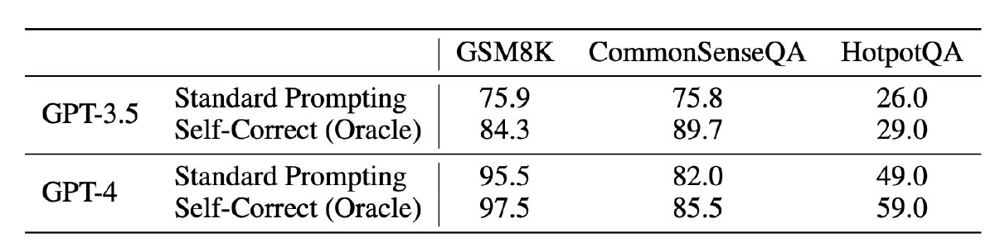 GSM8K CommonSenseQA HotpotQA
GPT-3.5 Standard Prompting 75.9 75.8 26.0
Self-Correct (Oracle) 84.3 89.7 29.0
GPT-4 Standard Prompting 95.5 82.0 49.0
Self-Correct (Oracle) 97.5 85.5 59.0